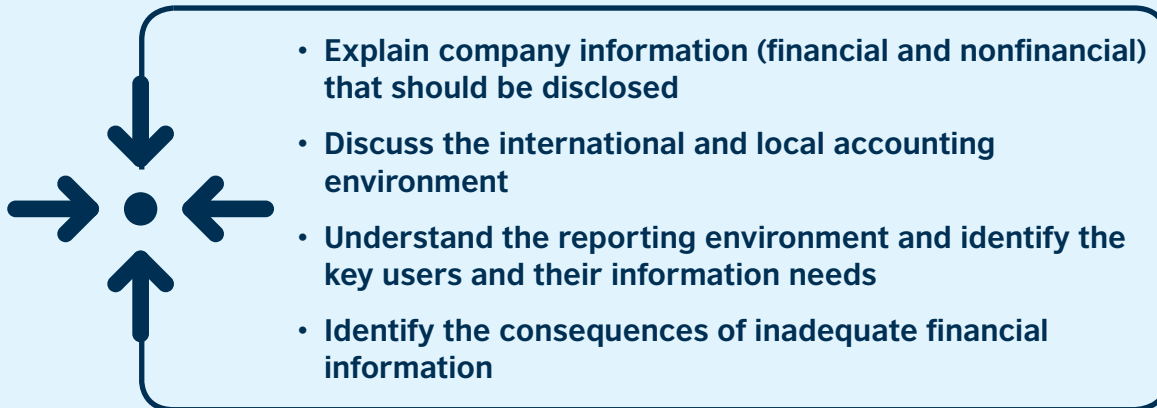 • Explain company information (financial and nonfinancial)
that should be disclosed
• Discuss the international and local accounting
environment
• Understand the reporting environment and identify the
key users and their information needs
• Identify the consequences of inadequate financial
information